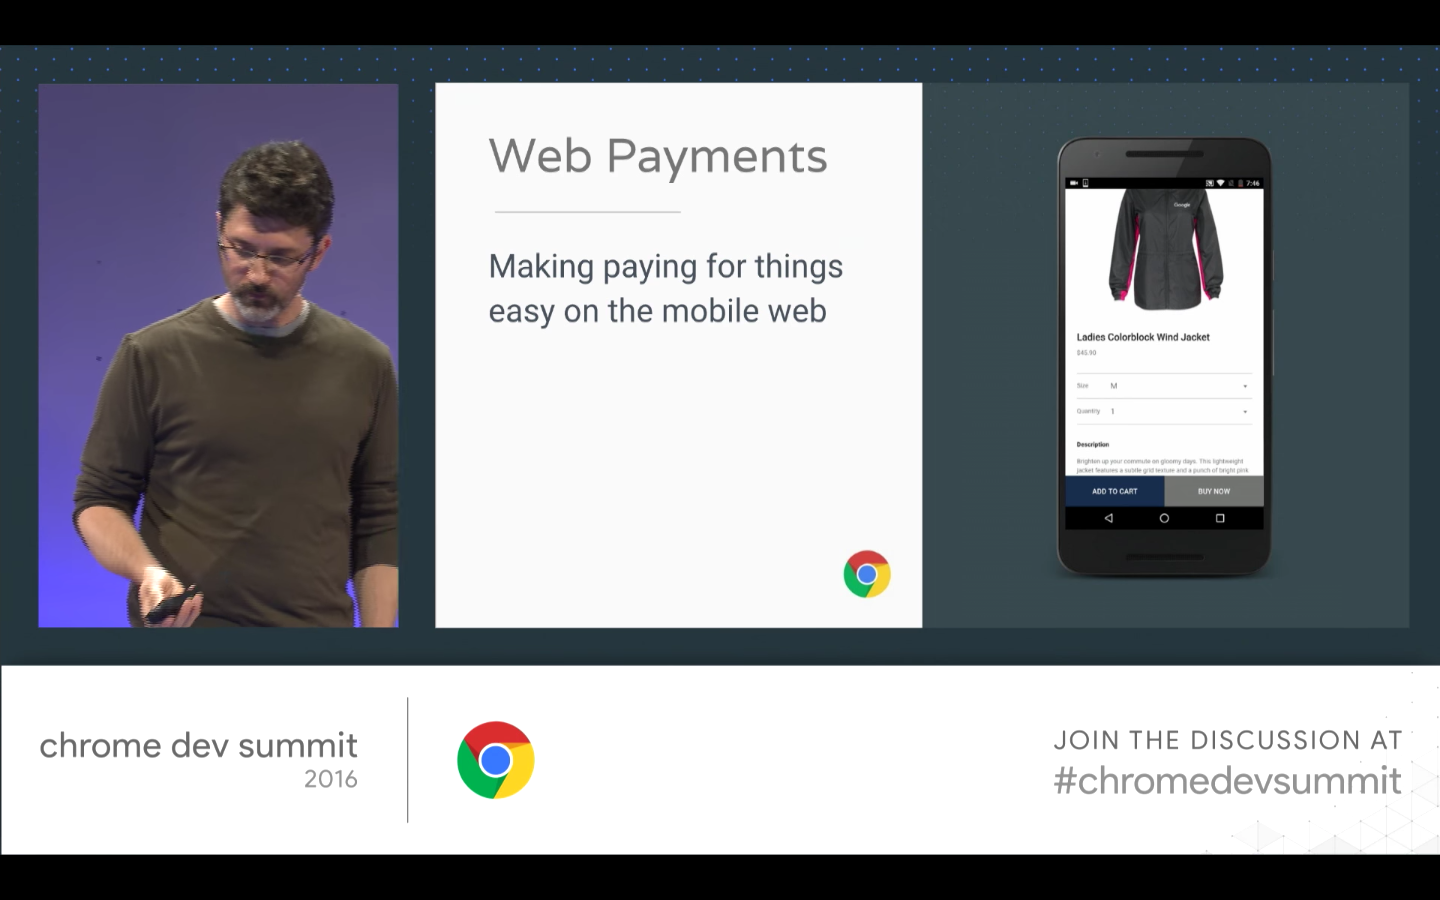 Web Payments
Making paying for things
easy on the mobile web
7:46
Google
Ladies Colorblock Wind Jacket
$45.90
Size M
Quantity 1
Description
Brighten up your commute on gloomy days. This lightweight
jacket features a subtle grid texture and a punch of bright pink
ADD TO CART
BUY NOW
chrome dev summit
2016
JOIN THE DISCUSSION AT
#chromedevsummit